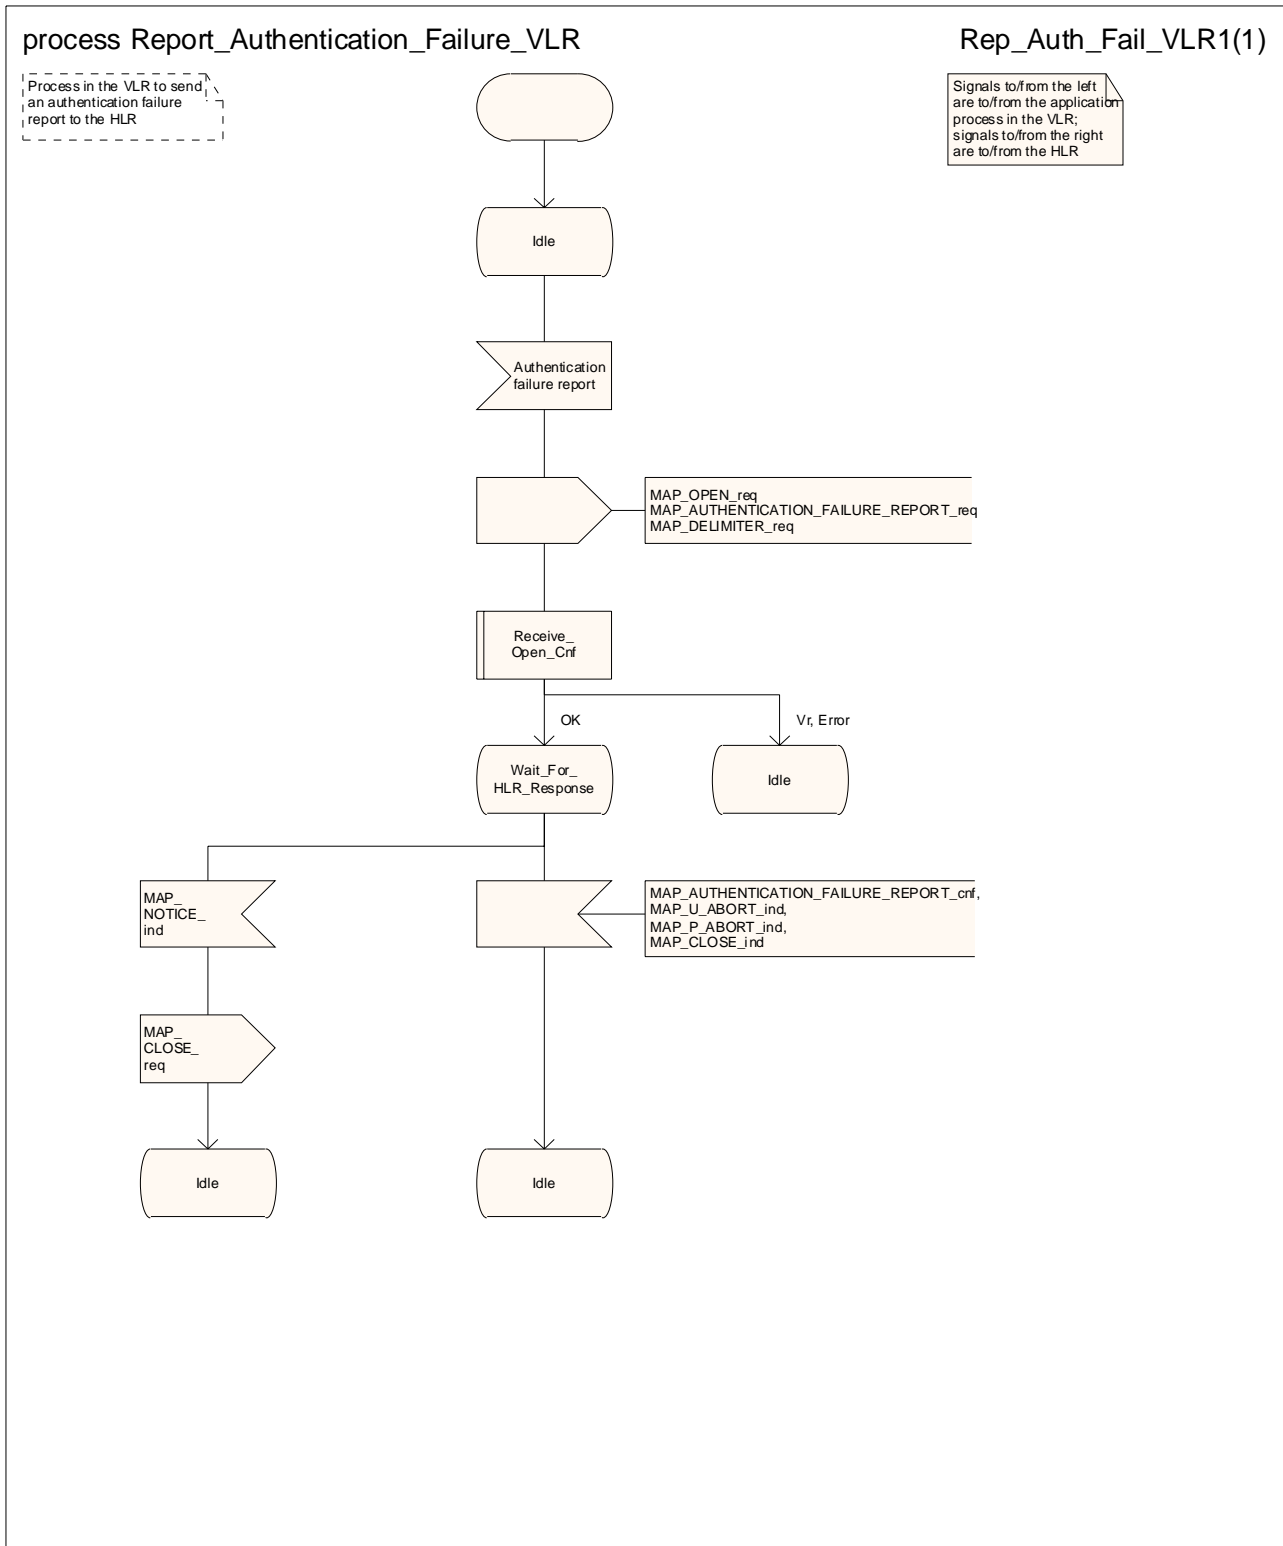 process Report_Authentication_Failure_VLR
Rep_Auth_Fail_VLR1(1)
Process in the VLR to send
an authentication failure
report to the HLR
Signals to/from the left
are to/from the application
process in the VLR;
signals to/from the right
are to/from the HLR
Idle
Authentication
failure report
MAP_OPEN_req
MAP_AUTHENTICATION_FAILURE_REPORT_req
MAP_DELIMITER_req
Receive_
Open_Cnf
OK
Vr, Error
Wait_For_
HLR_Response
Idle
MAP_
NOTICE_
ind
MAP_AUTHENTICATION_FAILURE_REPORT_cnf,
MAP_U_ABORT_ind,
MAP_P_ABORT_ind,
MAP_CLOSE_ind
MAP_
CLOSE_
req
Idle
Idle